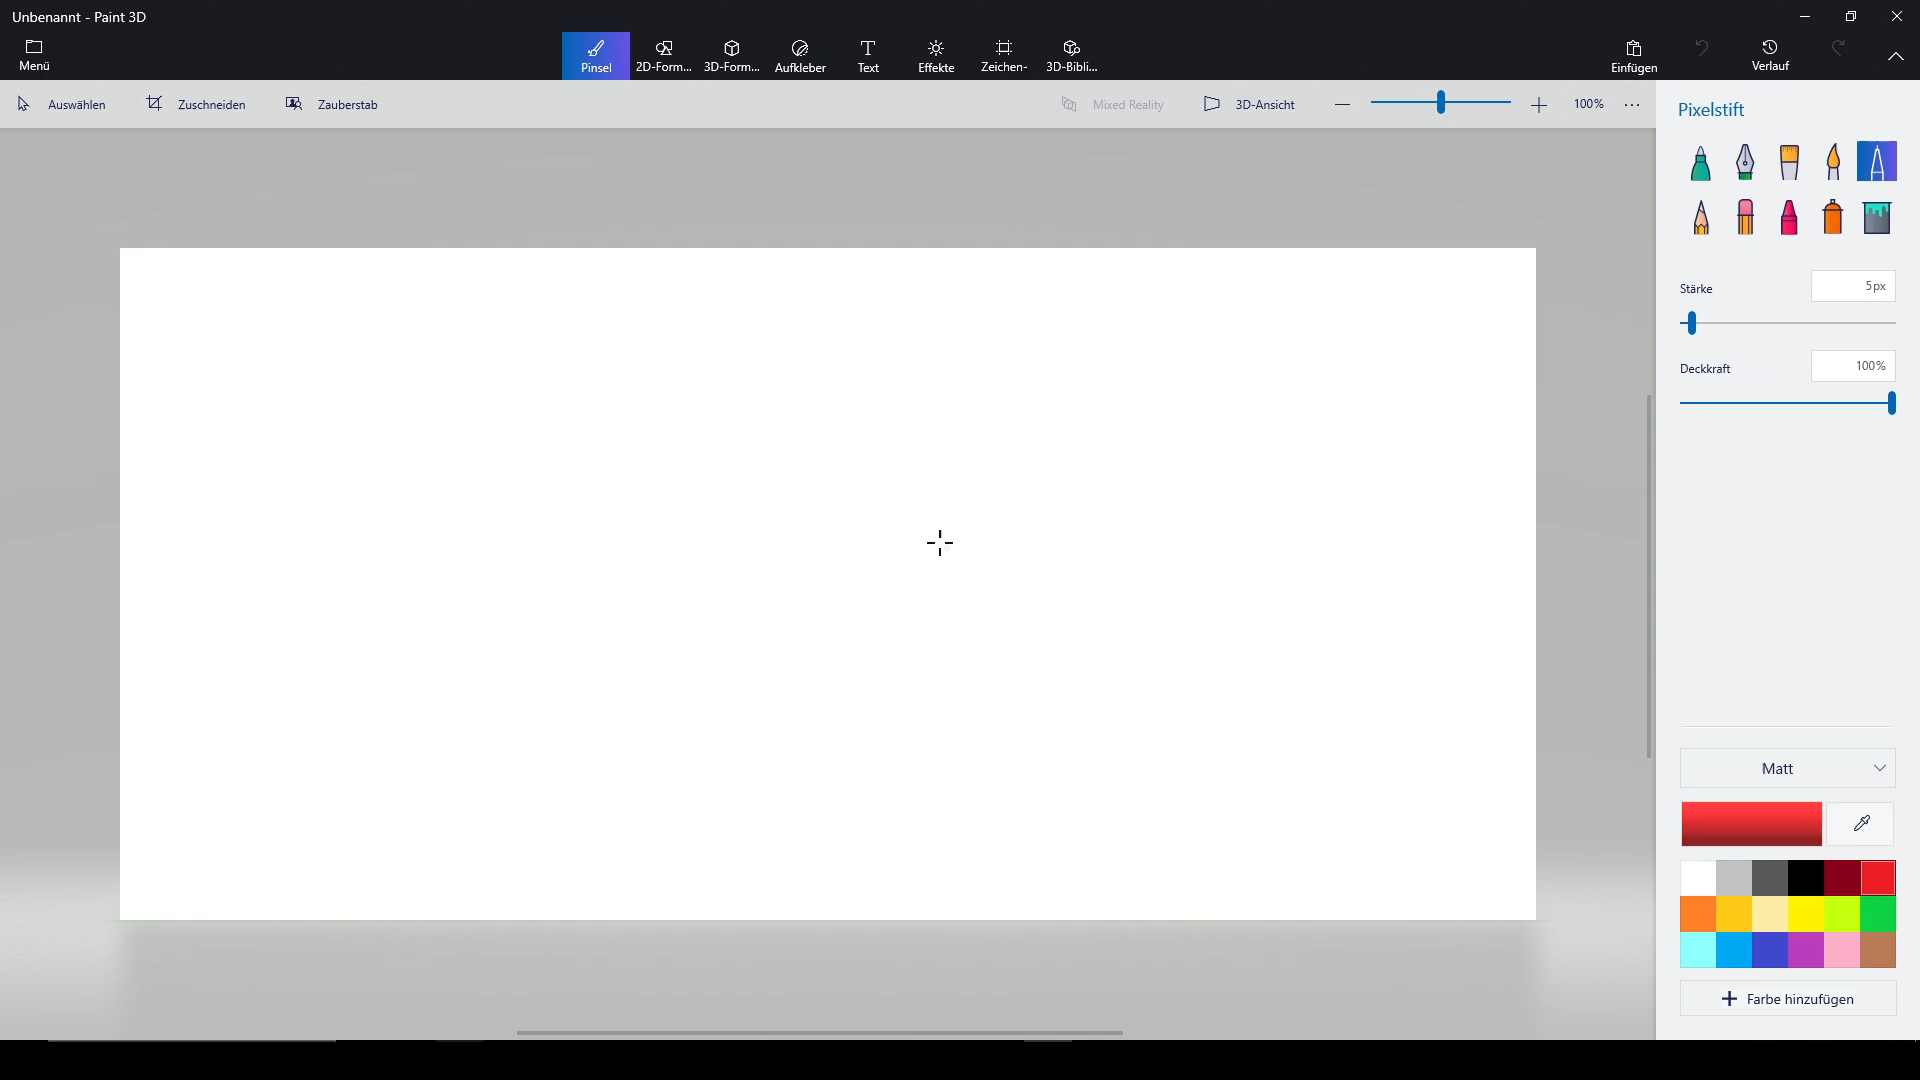 Unbenannt - Paint 3D
Menü
Pinsel
2D-Form...
3D-Form...
Aufkleber
Text
Effekte
Zeichen-
3D-Bibli...
Einfügen
Verlauf
Auswählen
Zuschneiden
Zauberstab
Mixed Reality
3D-Ansicht
100%
Pixelstift
Stärke
5px
Deckkraft
100%
Matt
Farbe hinzufügen